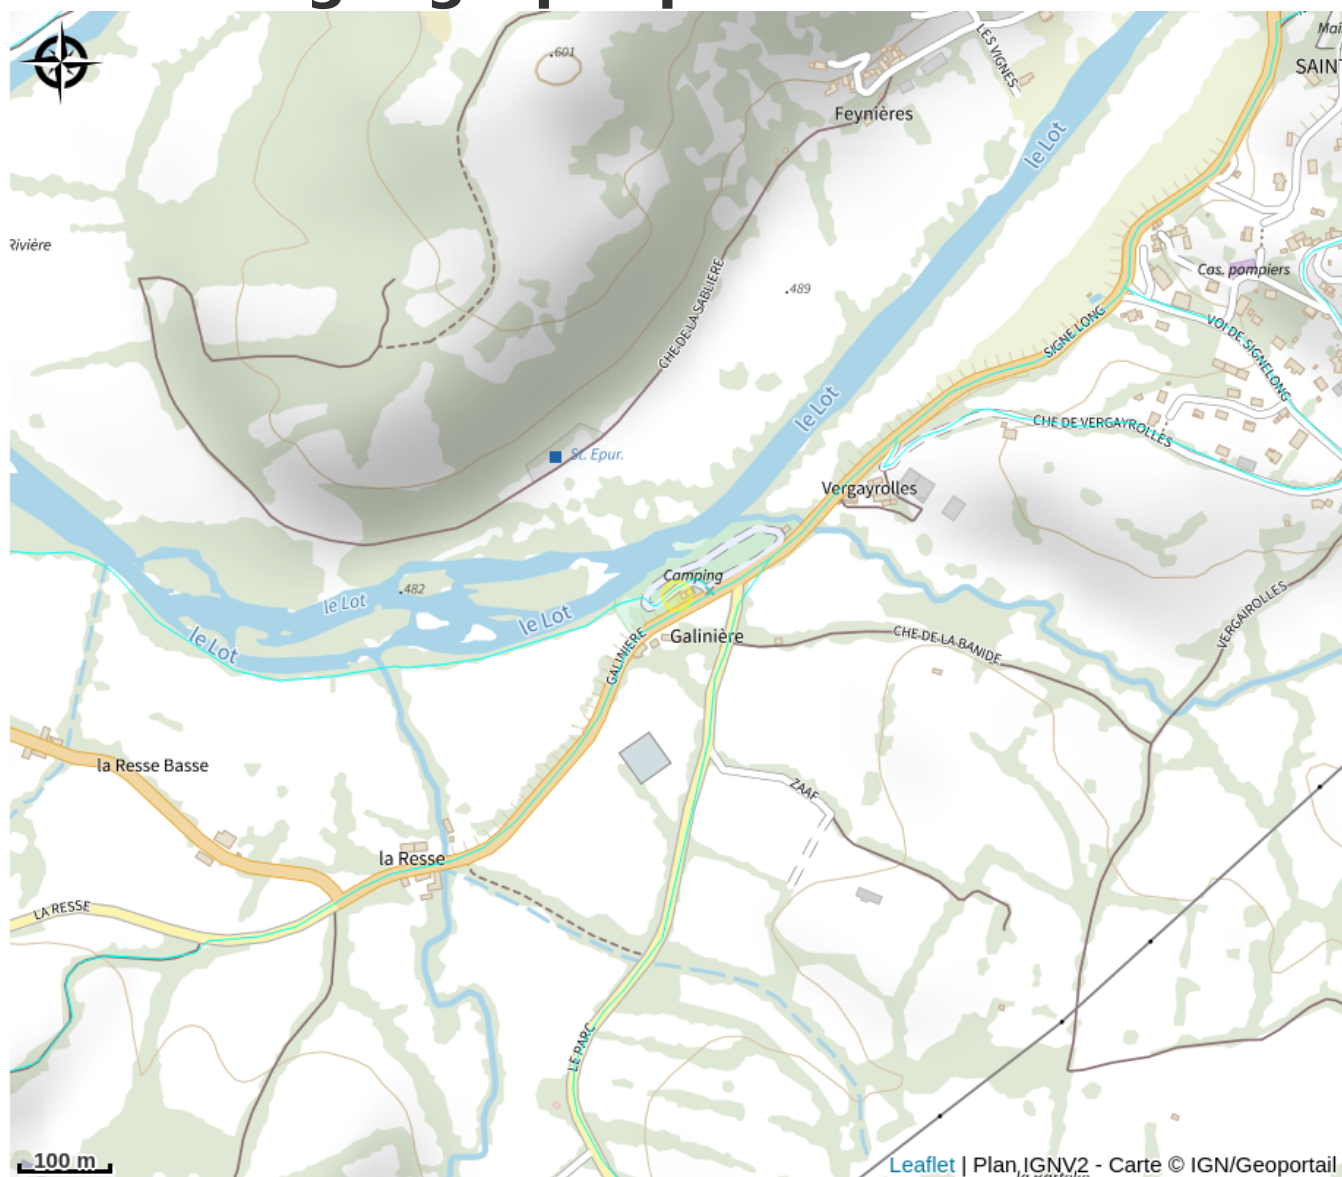 .601
LES VIGNES
SAINT
Feynières
le Lot
Rivière
Cas. pompiers
.489
CHE DE LA SABLIERE
SIGNE LONG
VOI DE SIGNELONG
le Lot
CHE DE VERGAYROLLES
St. Epur.
Vergayrolles
Camping
.482
le Lot
le Lot
le Lot
GALINIERE
Galinière
CHE DE LA BANIDE
VERGAIROLLES
la Resse Basse
ZAAF
la Resse
LA RESSE
LE PARC
100 m
Leaflet | Plan IGNV2 - Carte © IGN/Geoportail